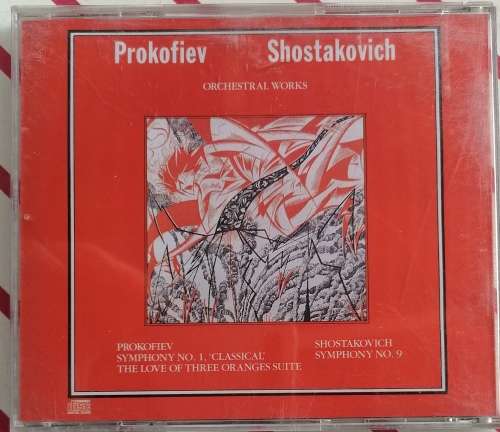 Prokofiev Shostakovich
ORCHESTRAL WORKS
PROKOFIEV
SYMPHONY NO. 1, 'CLASSICAL'
THE LOVE OF THREE ORANGES SUITE
SHOSTAKOVICH
SYMPHONY NO. 9